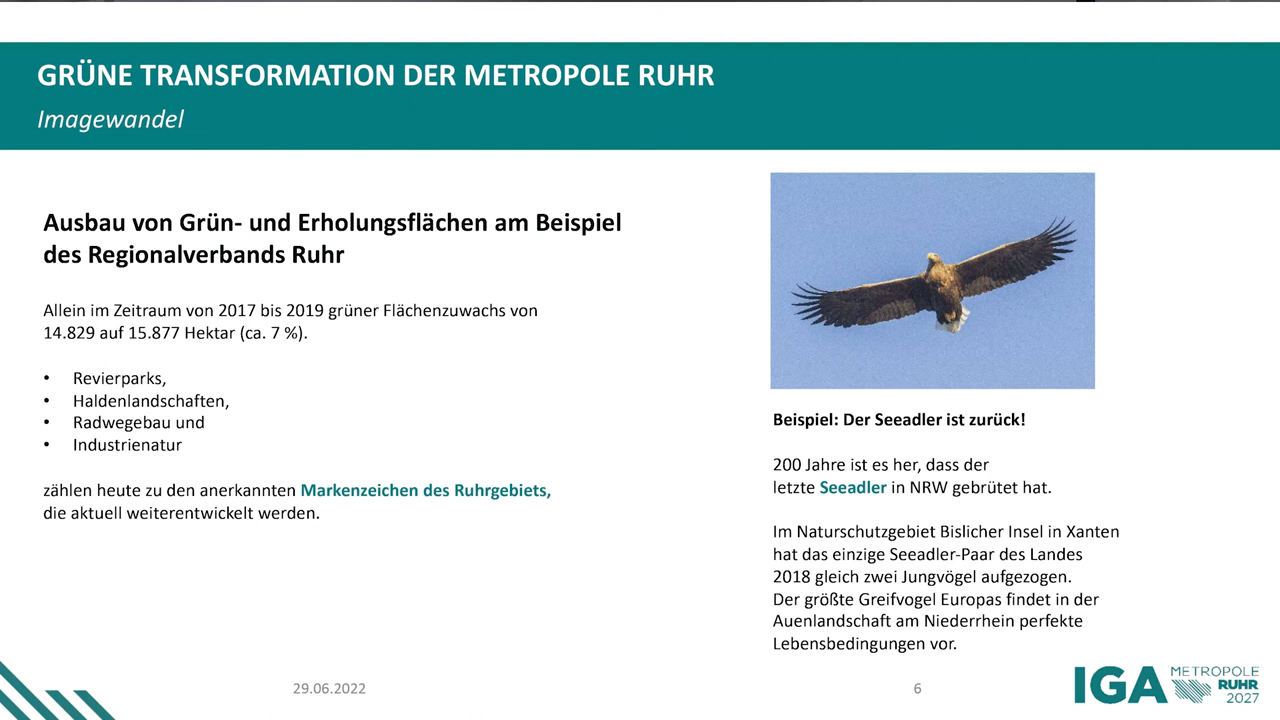 GRÜNE TRANSFORMATION DER METROPOLE RUHR
Imagewandel
Ausbau von Grün- und Erholungsflächen am Beispiel
des Regionalverbands Ruhr
Allein im Zeitraum von 2017 bis 2019 grüner Flächenzuwachs von
14.829 auf 15.877 Hektar (ca. 7 %).
• Revierparks,
• Haldenlandschaften,
• Radwegebau und
• Industrienatur
zählen heute zu den anerkannten Markenzeichen des Ruhrgebiets,
die aktuell weiterentwickelt werden.
Beispiel: Der Seeadler ist zurück!
200 Jahre ist es her, dass der
letzte Seeadler in NRW gebrütet hat.
Im Naturschutzgebiet Bislicher Insel in Xanten
hat das einzige Seeadler-Paar des Landes
2018 gleich zwei Jungvögel aufgezogen.
Der größte Greifvogel Europas findet in der
Auenlandschaft am Niederrhein perfekte
Lebensbedingungen vor.
29.06.2022
6
IGA METROPOLE
RUHR
2027